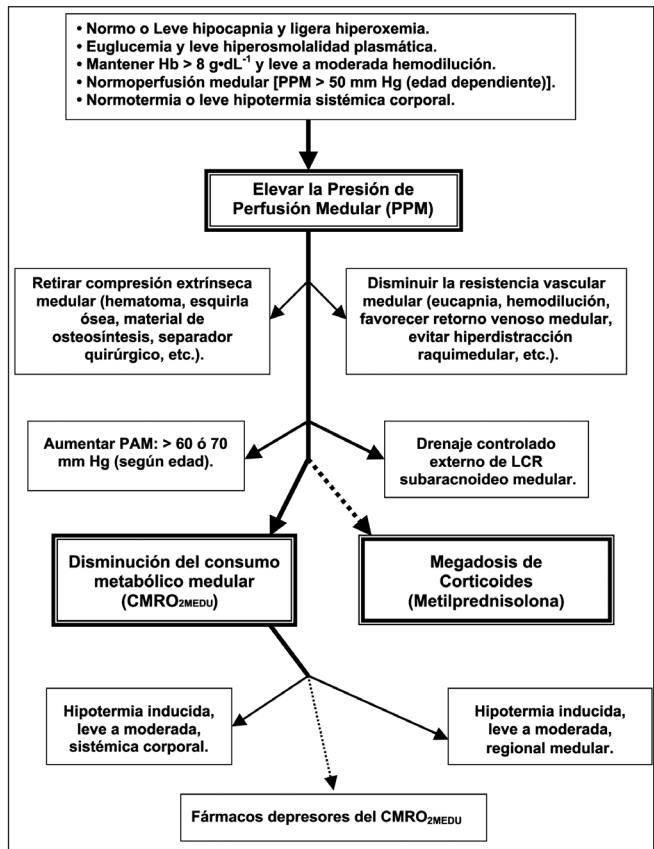 • Normo o Leve hipocapnia y ligera hiperoxemia.
• Euglucemia y leve hiperosmolalidad plasmática.
• Mantener Hb > 8 g•dL-1 y leve a moderada hemodilución.
• Normoperfusión medular [PPM > 50 mm Hg (edad dependiente)].
• Normotermia o leve hipotermia sistémica corporal.
Elevar la Presión de
Perfusión Medular (PPM)
Retirar compresión extrínseca
medular (hematoma, esquirla
ósea, material de
osteosíntesis, separador
quirúrgico, etc.).
Disminuir la resistencia vascular
medular (eucapnia, hemodilución,
favorecer retorno venoso medular,
evitar hiperdistracción
raquimedular, etc.).
Aumentar PAM: > 60 ó 70
mm Hg (según edad).
Drenaje controlado
externo de LCR
subaracnoideo medular.
Disminución del consumo
metabólico medular
(CMRO2MEDU)
Megadosis de
Corticoides
(Metilprednisolona)
Hipotermia inducida,
leve a moderada,
sistémica corporal.
Hipotermia inducida,
leve a moderada,
regional medular.
Fármacos depresores del CMRO2MEDU